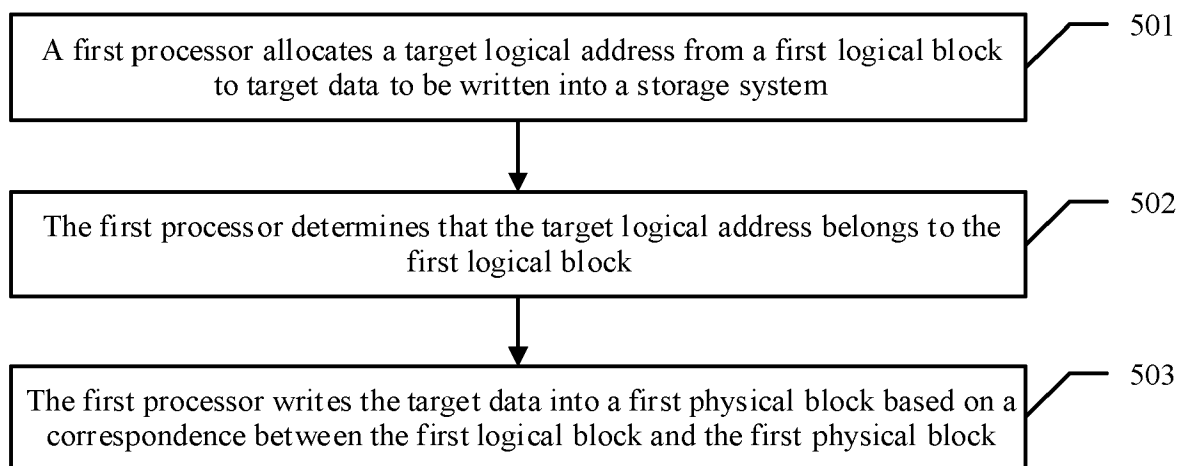 A first processor allocates a target logical address from a first logical block
to target data to be written into a storage system
501
The first processor determines that the target logical address belongs to the
first logical block
502
The first processor writes the target data into a first physical block based on a
correspondence between the first logical block and the first physical block
503